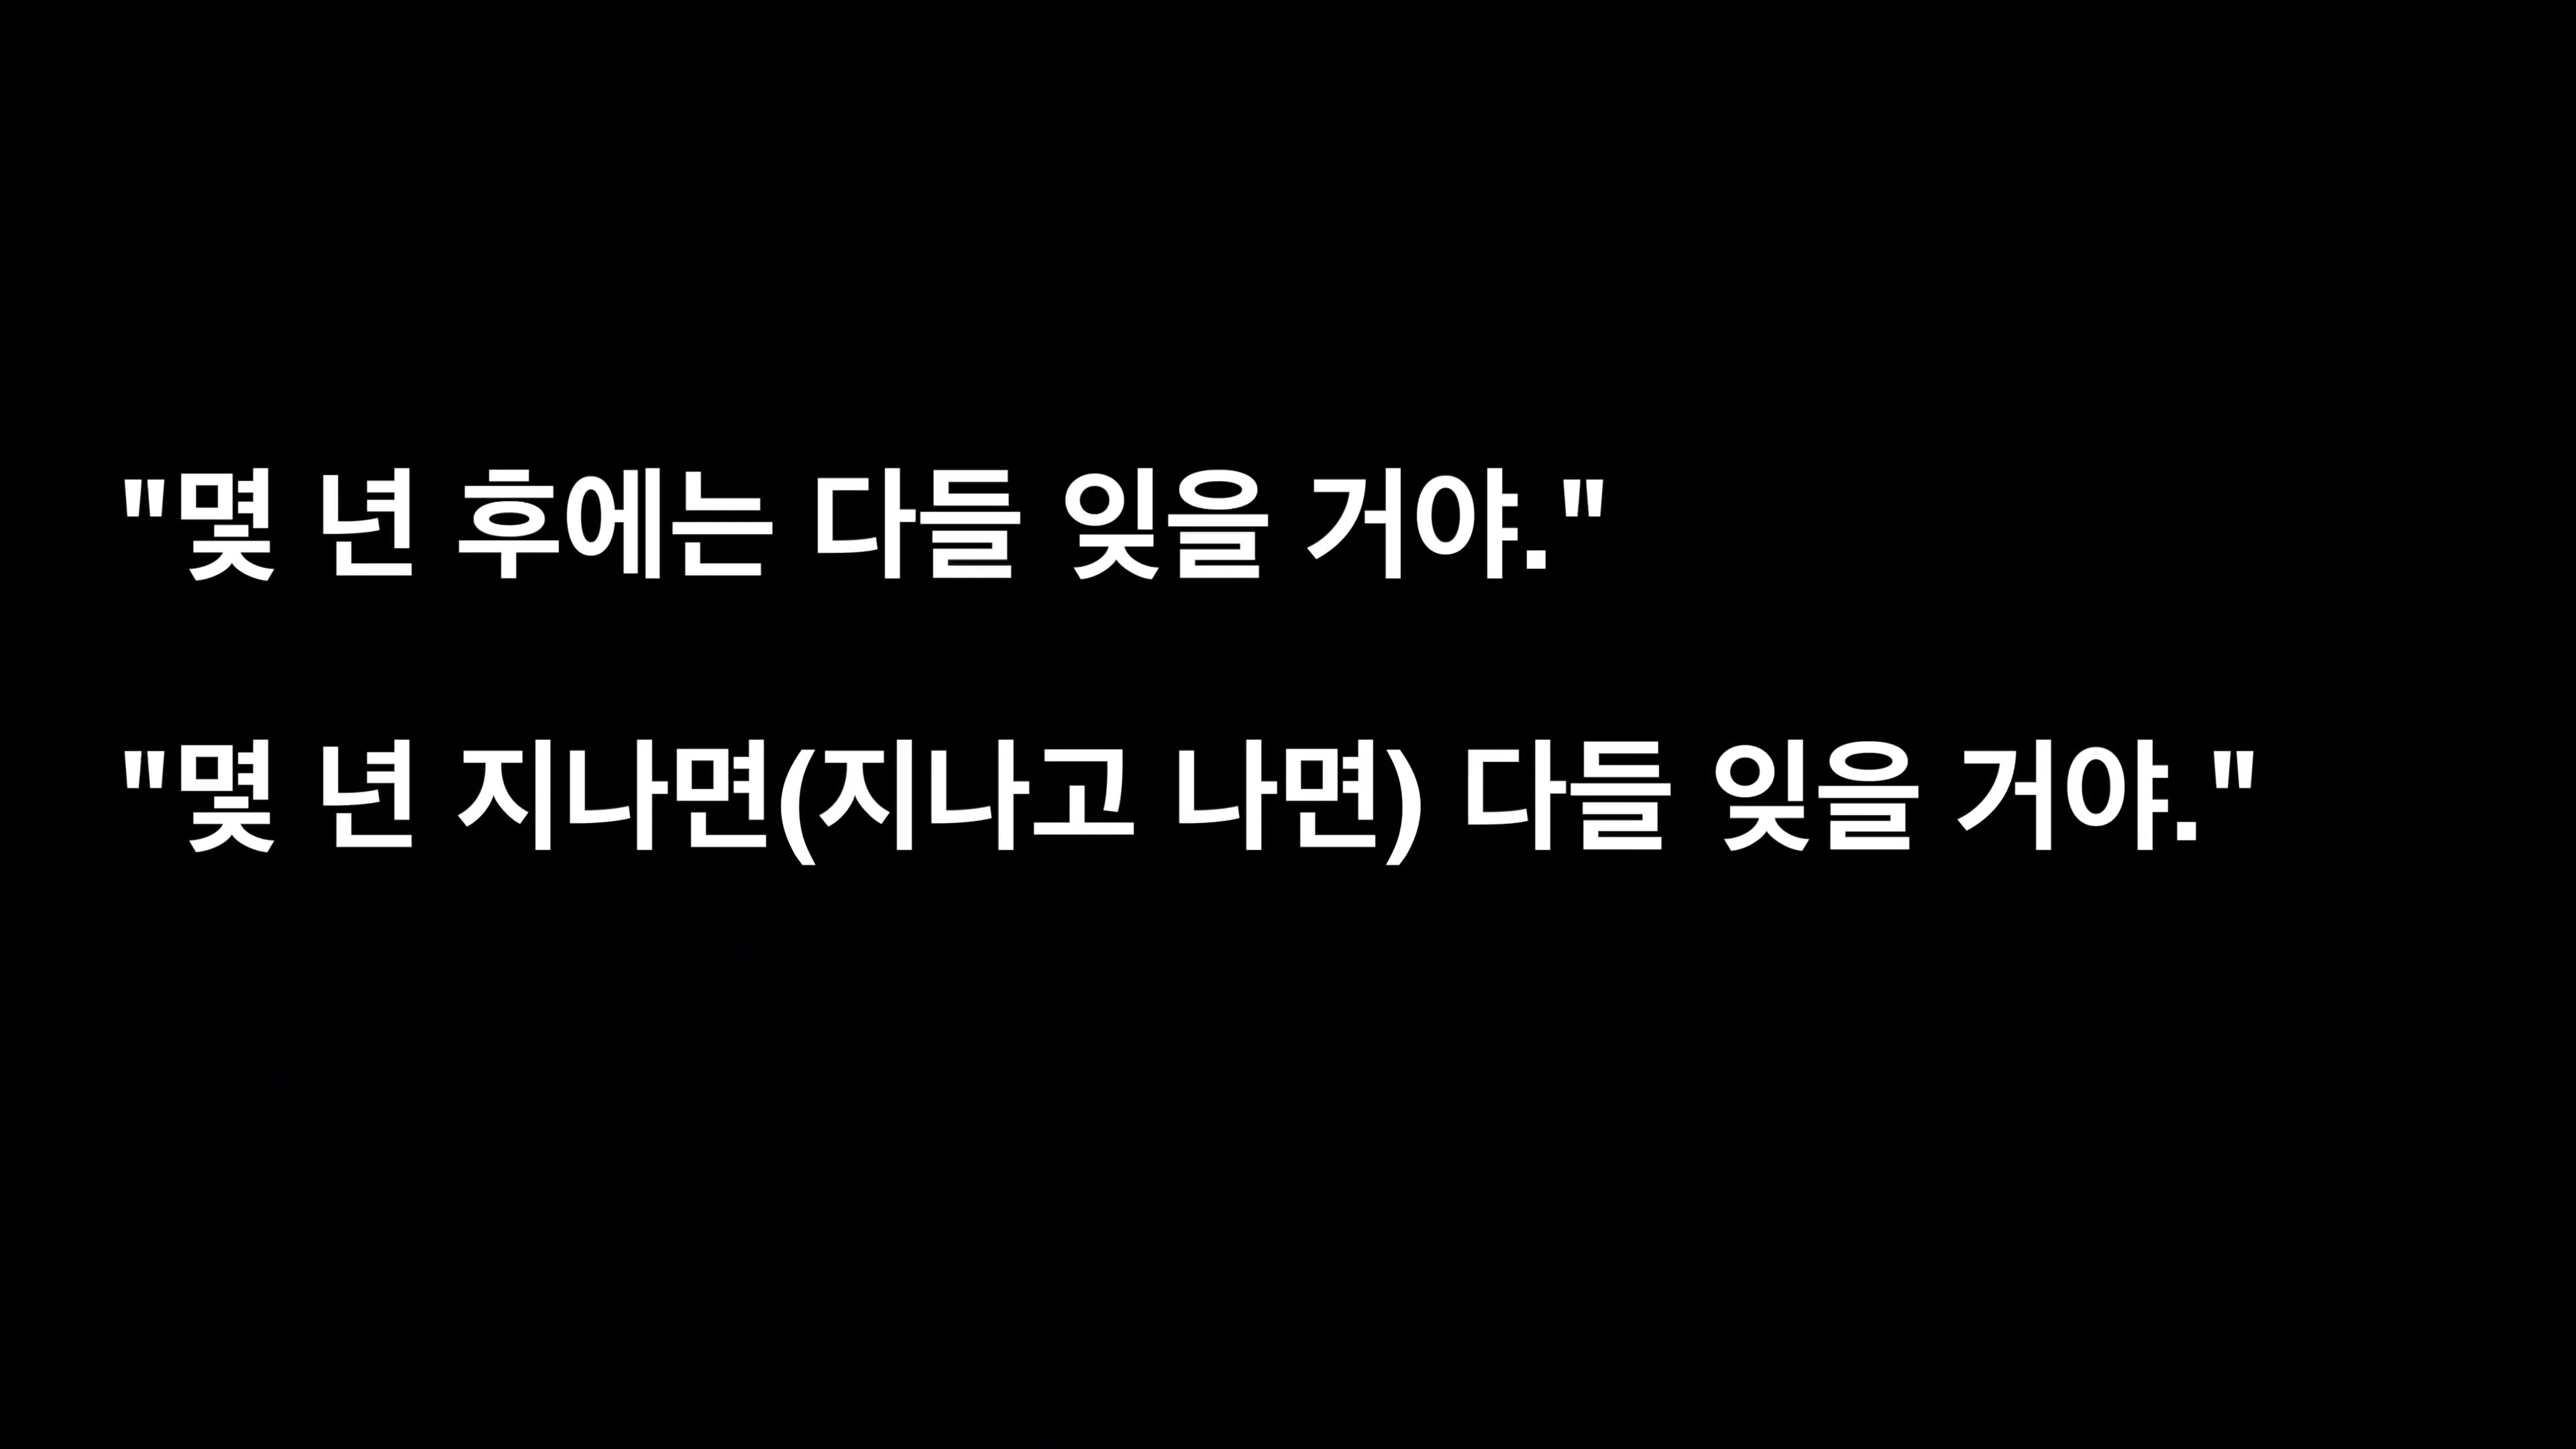 "몇 년 후에는 다들 잊을 거야."
"몇 년 지나면(지나고 나면) 다들 잊을 거야."